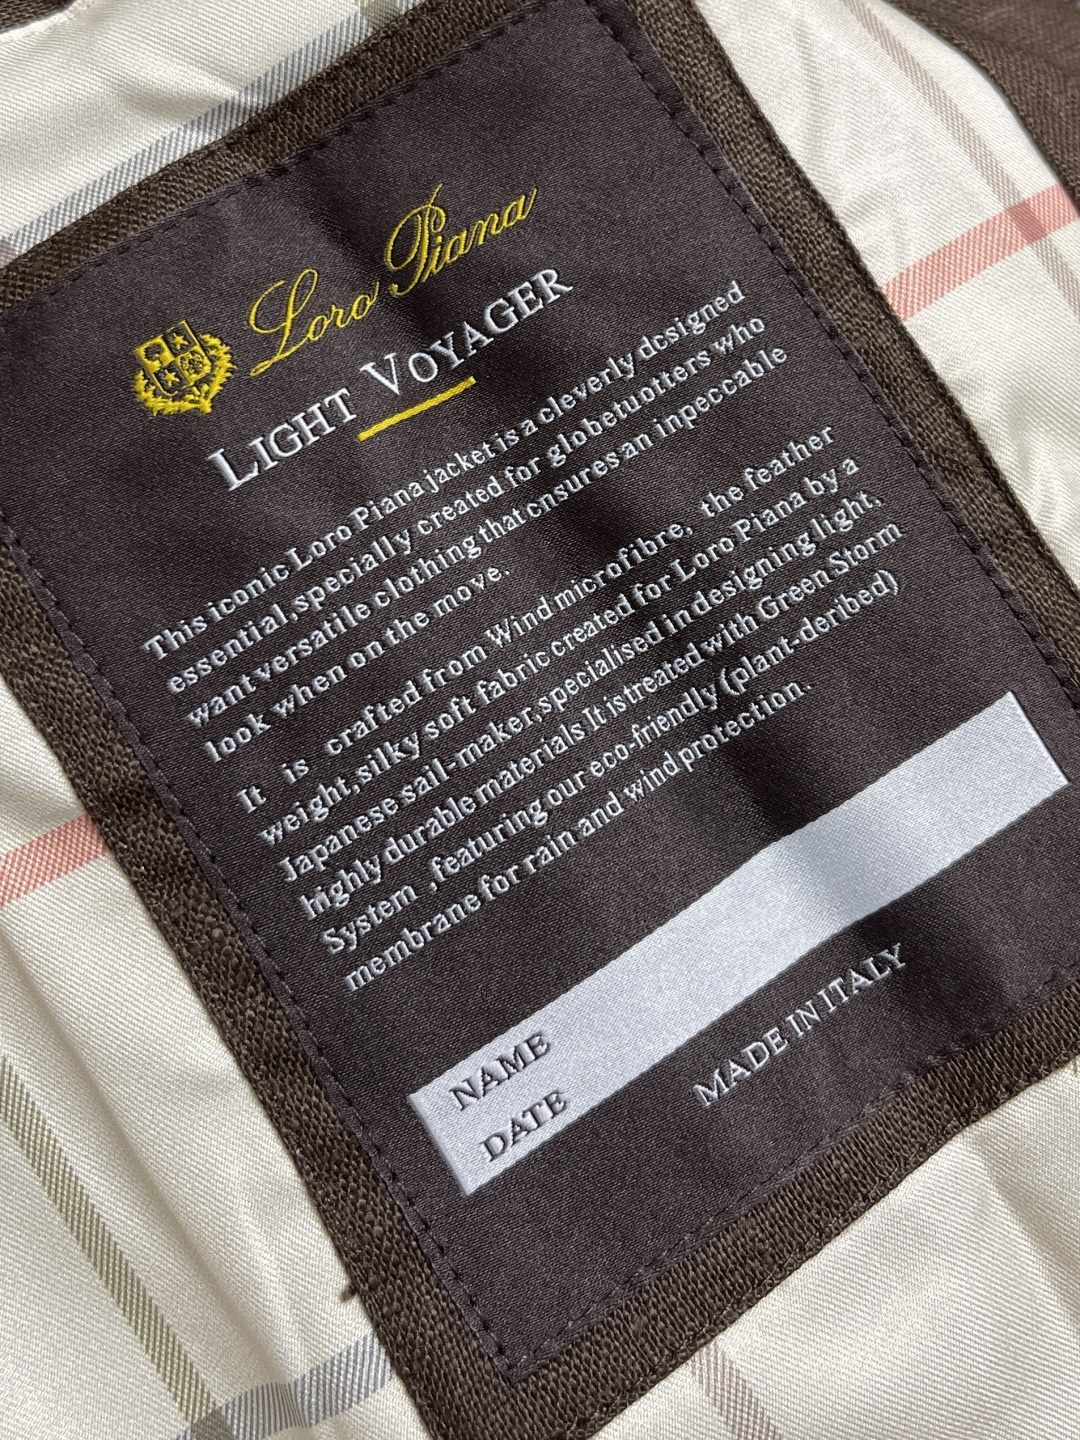 Loro Piana
LIGHT VOYAGER
This iconic Loro Piana jacket is a cleverly dcsigned
essential, specially created for globetuotters who
want versatile clothing that cnsures an inpeccable
look when on the move.
It is crafted from Wind microfibre, the feather
weight, silky soft fabric created for Loro Piana by a
Japanese sail-maker, specialised in designing light,
highly durable materials It is treated with Green Storm
System , featuring our eco-friendly (plant-deribed)
membrane for rain and wind protection.
NAME
DATE
MADE IN ITALY